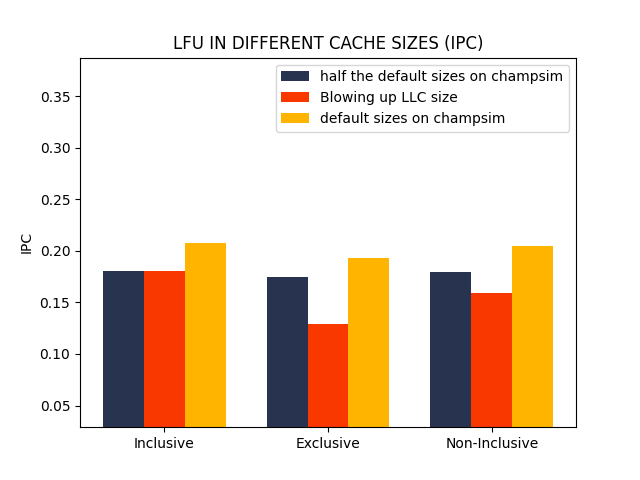 LFU IN DIFFERENT CACHE SIZES (IPC)
half the default sizes on champsim
Blowing up LLC size
default sizes on champsim
IPC
0.35
0.30
0.25
0.20
0.15
0.10
0.05
Inclusive Exclusive Non-Inclusive